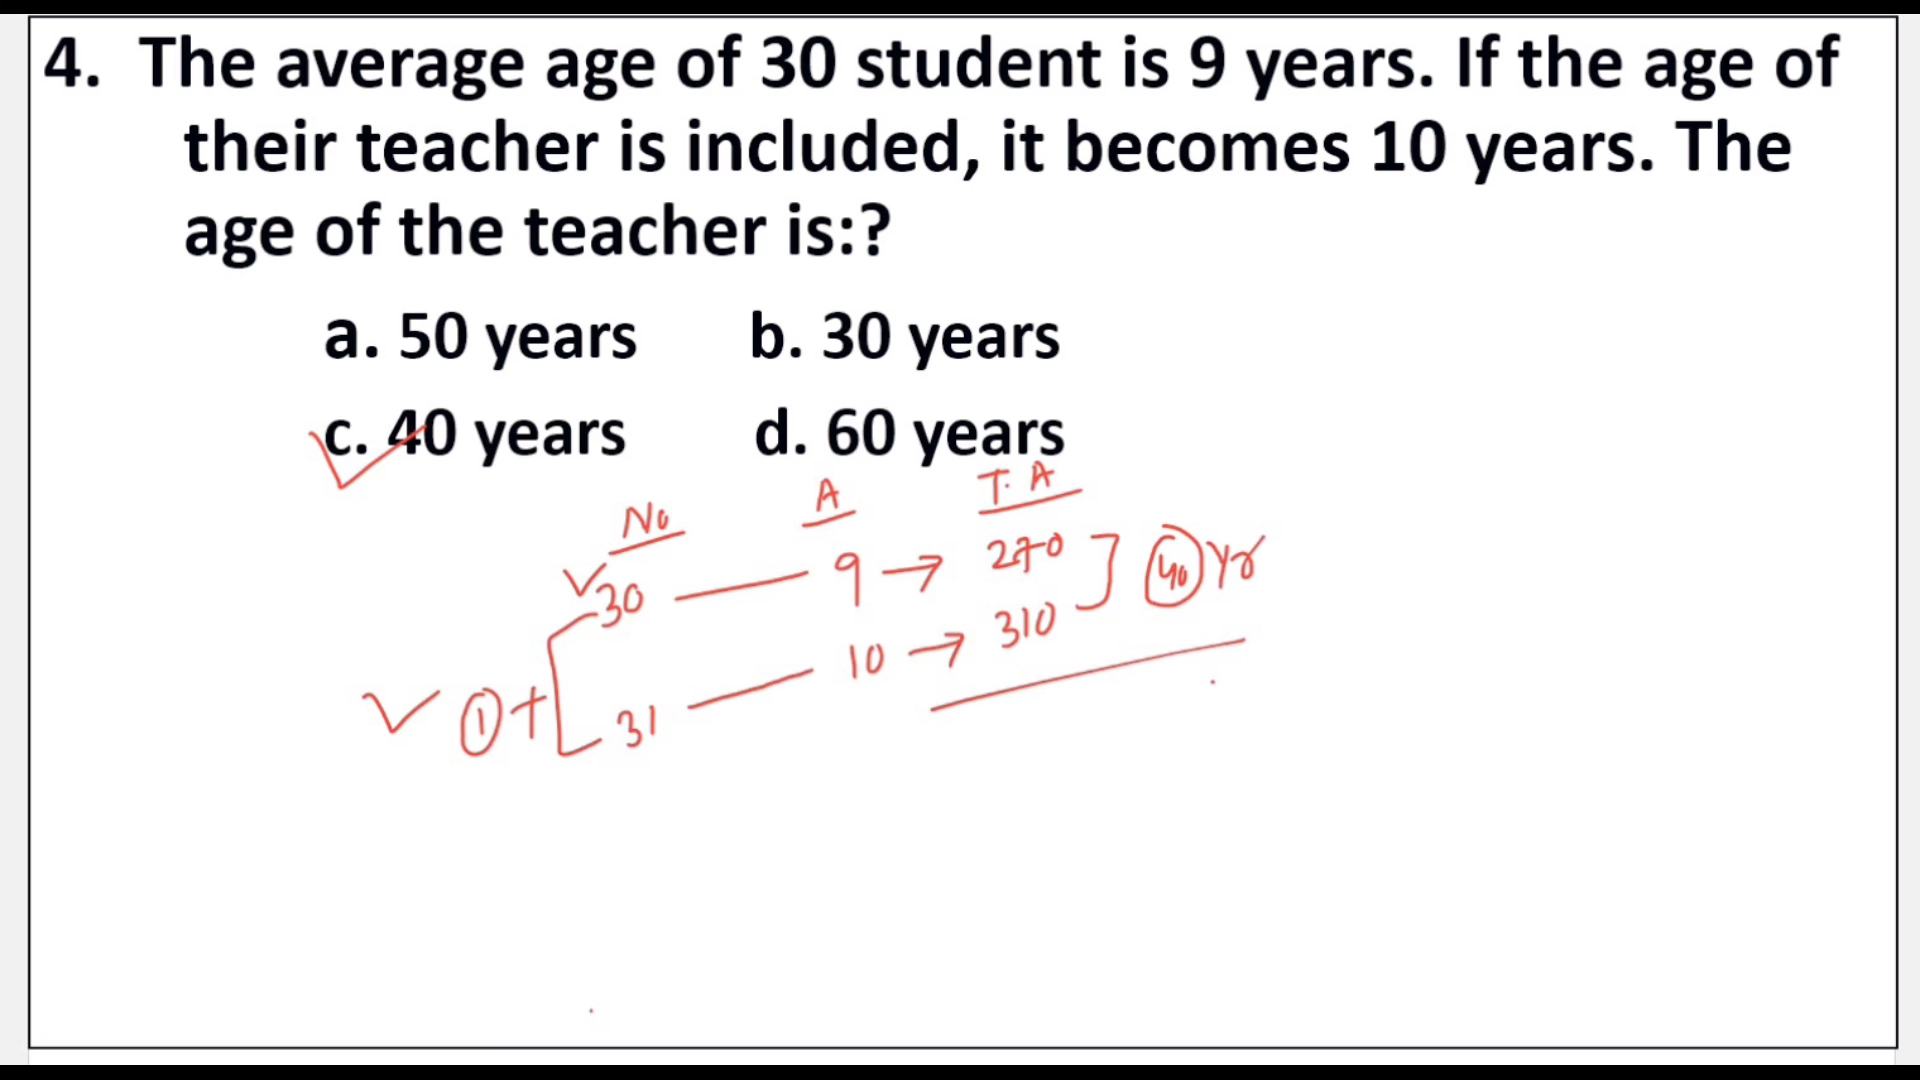 4. The average age of 30 student is 9 years. If the age of
their teacher is included, it becomes 10 years. The
age of the teacher is:?
a. 50 years b. 30 years
c. 40 years d. 60 years
No A T. A
30 9 → 270 ] 40 Yr
1 + [ 31 10 → 310